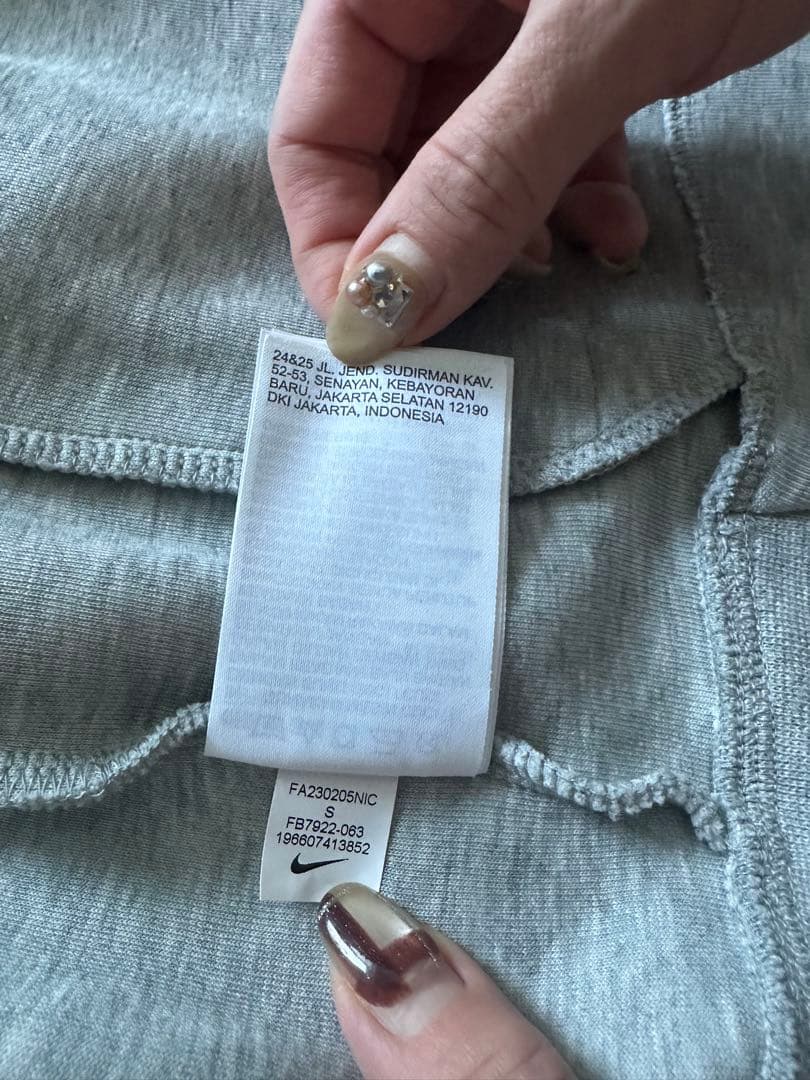 24&25 JL. JEND. SUDIRMAN KAV.
52-53, SENAYAN, KEBAYORAN
BARU, JAKARTA SELATAN 12190
DKI JAKARTA, INDONESIA
FA230205NIC
S
FB7922-063
196607413852